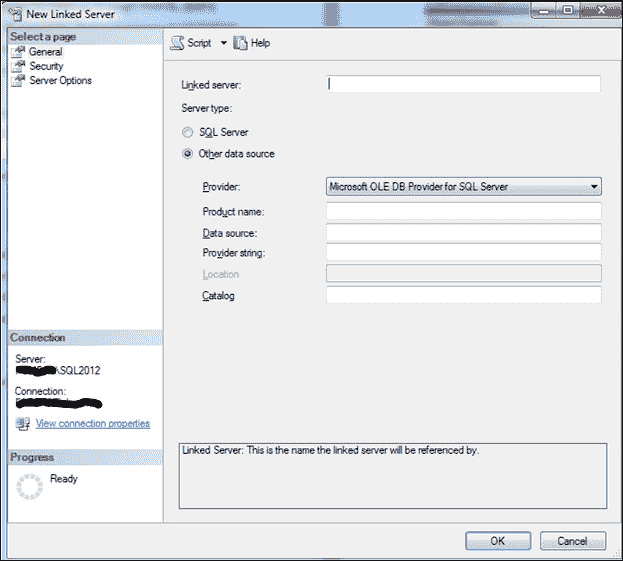 New Linked Server
Select a page
General
Security
Server Options
Script Help
Linked server:
Server type:
SQL Server
Other data source
Provider: Microsoft OLE DB Provider for SQL Server
Product name:
Data source:
Provider string:
Location
Catalog
Connection
Server:
\SQL2012
Connection:
View connection properties
Linked Server: This is the name the linked server will be referenced by.
Progress
Ready
OK Cancel